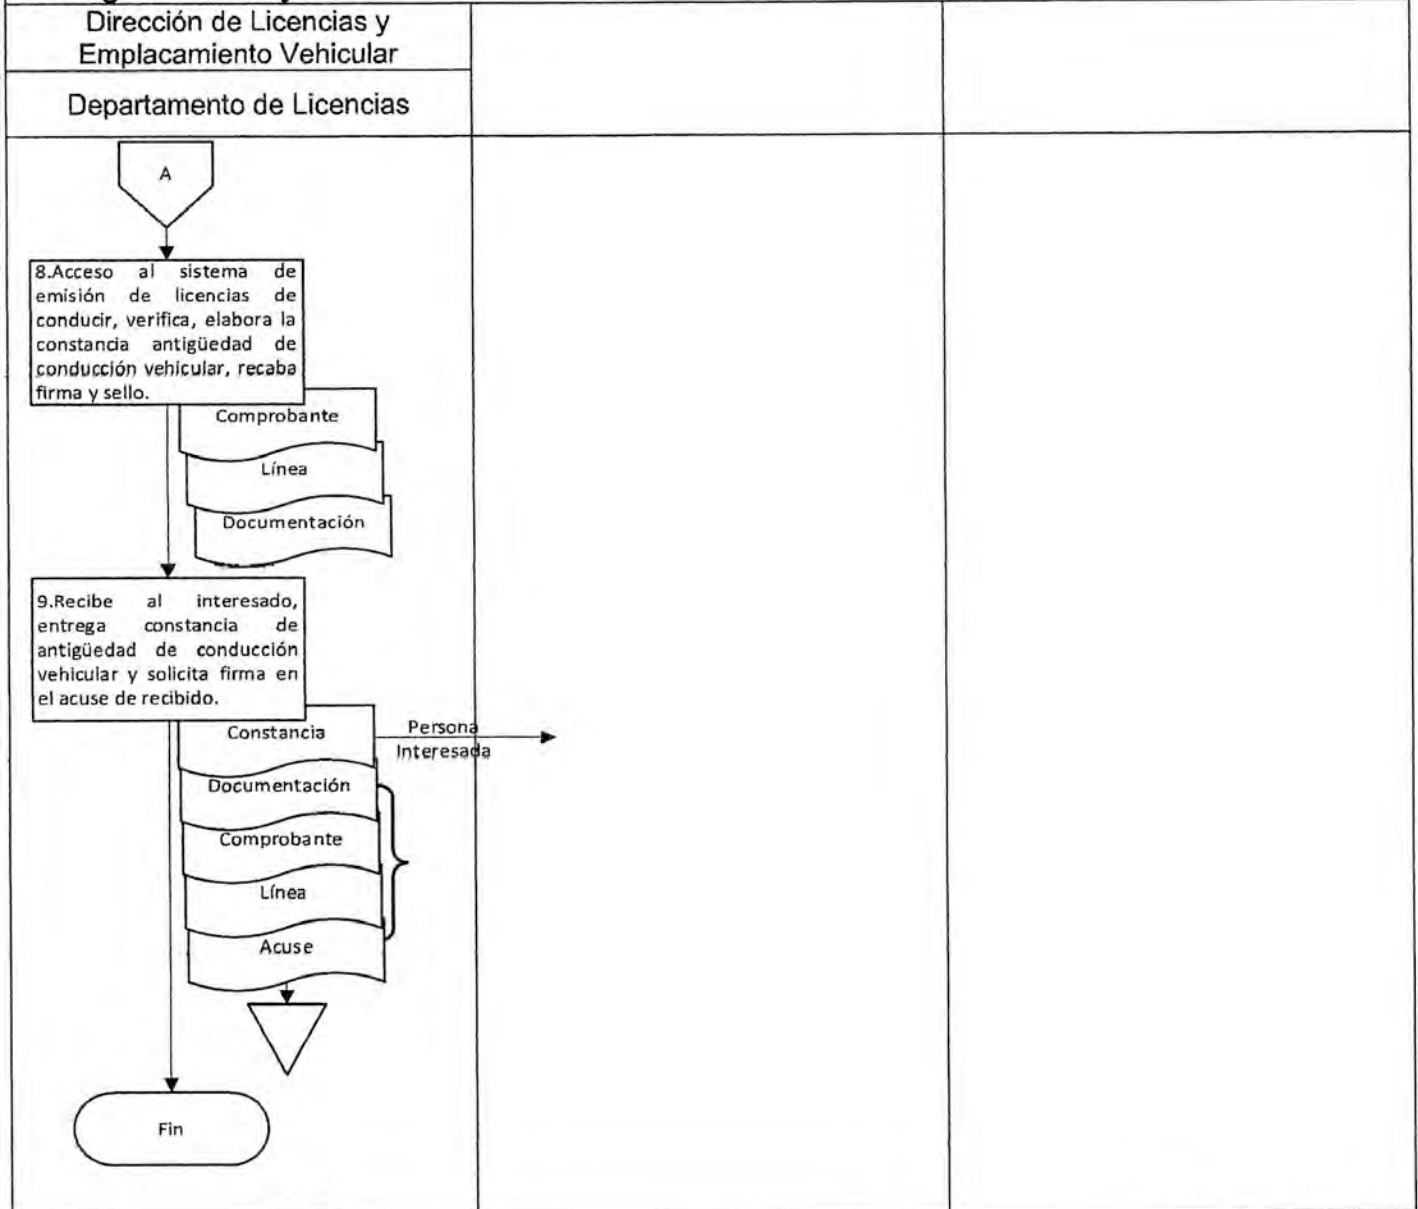 Dirección de Licencias y
Emplacamiento Vehicular
Departamento de Licencias
A
8.Acceso al sistema de
emisión de licencias de
conducir, verifica, elabora la
constancia antigüedad de
conducción vehicular, recaba
firma y sello.
Comprobante
Línea
Documentación
9.Recibe al interesado,
entrega constancia de
antigüedad de conducción
vehicular y solicita firma en
el acuse de recibido.
Constancia
Persona
Interesada
Documentación
Comprobante
Línea
Acuse
Fin